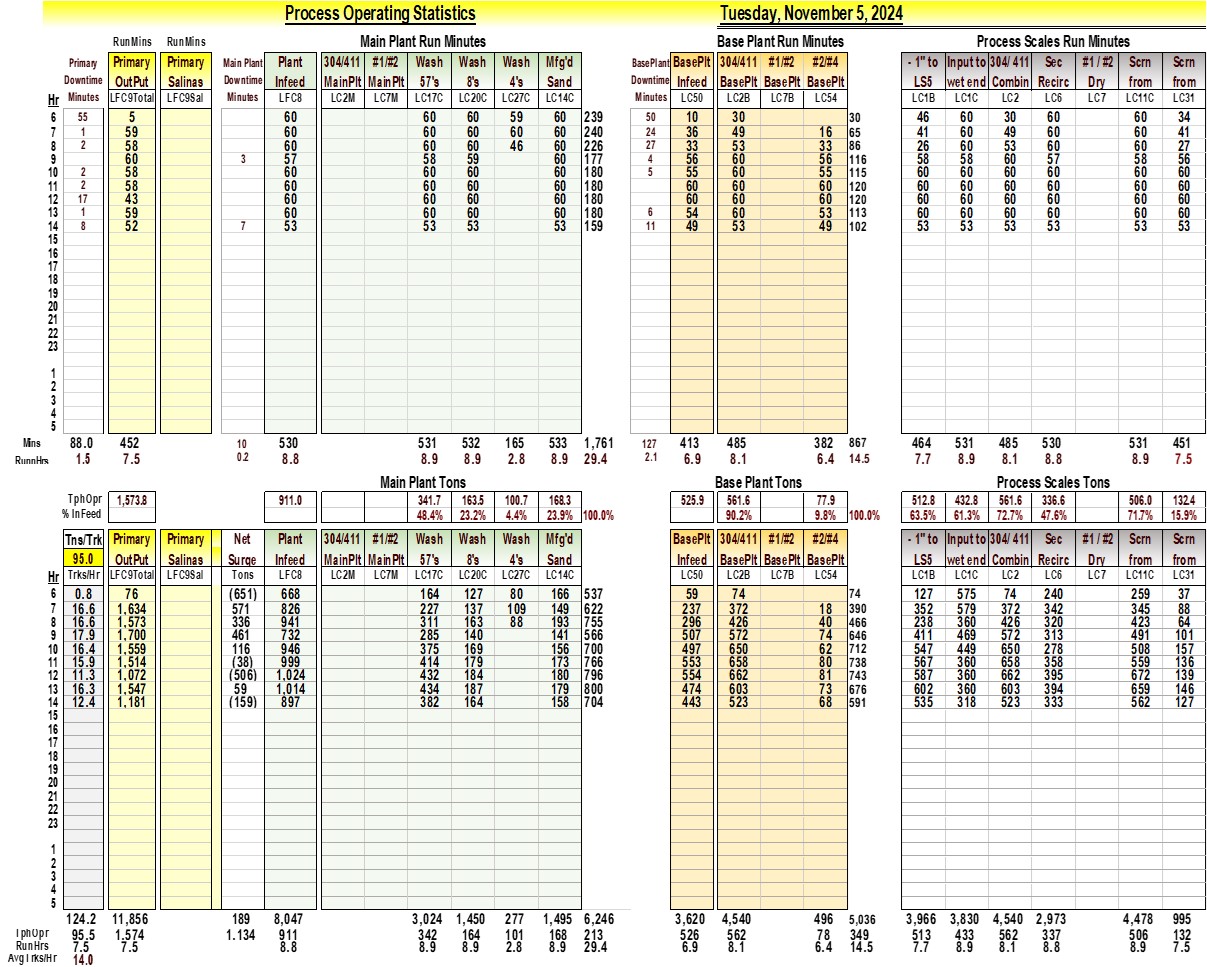 Process Operating Statistics Tuesday, November 5, 2024
RunMins RunMins Main Plant Run Minutes Base Plant Run Minutes Process Scales Run Minutes
Primary Primary Primary Main Plant Plant 304/411 #1/#2 Wash Wash Wash Mfg'd BasePlant BasePlt 304/411 #1/#2 #2/#4 - 1" to Input to 304/ 411 Sec #1 / #2 Scrn Scrn
Downtime OutPut Salinas Downtime Infeed MainPlt MainPlt 57's 8's 4's Sand Downtime Infeed BasePlt BasePlt BasePlt LS5 wet end Combin Recirc Dry from from
Hr Minutes LFC9Total LFC9Sal Minutes LFC8 LC2M LC7M LC17C LC20C LC27C LC14C Minutes LC50 LC2B LC7B LC54 LC1B LC1C LC2 LC6 LC7 LC11C LC31
6 55 5 60 60 60 59 60 239 50 10 30 30 46 60 30 60 60 34
7 1 59 60 60 60 60 60 240 24 36 49 16 65 41 60 49 60 60 41
8 2 58 60 60 60 46 60 226 27 33 53 33 86 26 60 53 60 60 27
9 60 3 57 58 59 60 177 4 56 60 56 116 58 58 60 57 58 56
10 2 58 60 60 60 60 180 5 55 60 55 115 60 60 60 60 60 60
11 2 58 60 60 60 60 180 60 60 60 120 60 60 60 60 60 60
12 17 43 60 60 60 60 180 60 60 60 120 60 60 60 60 60 60
13 1 59 60 60 60 60 180 6 54 60 53 113 60 60 60 60 60 60
14 8 52 7 53 53 53 53 159 11 49 53 49 102 53 53 53 53 53 53
15
16
17
18
19
20
21
22
23
1
2
3
4
5
Mins 88.0 452 10 530 531 532 165 533 1,761 127 413 485 382 867 464 531 485 530 531 451
RunnHrs 1.5 7.5 0.2 8.8 8.9 8.9 2.8 8.9 29.4 2.1 6.9 8.1 6.4 14.5 7.7 8.9 8.1 8.8 8.9 7.5
Main Plant Tons Base Plant Tons Process Scales Tons
TphOpr 1,573.8 911.0 341.7 163.5 100.7 168.3 525.9 561.6 77.9 512.8 432.8 561.6 336.6 506.0 132.4
% InFeed 48.4% 23.2% 4.4% 23.9% 100.0% 90.2% 9.8% 100.0% 63.5% 61.3% 72.7% 47.6% 71.7% 15.9%
Tns/Trk Primary Primary Net Plant 304/411 #1/#2 Wash Wash Wash Mfg'd BasePlt 304/411 #1/#2 #2/#4 - 1" to Input to 304/ 411 Sec #1 / #2 Scrn Scrn
95.0 OutPut Salinas Surge Infeed MainPlt MainPlt 57's 8's 4's Sand Infeed BasePlt BasePlt BasePlt LS5 wet end Combin Recirc Dry from from
Hr Trks/Hr LFC9Total LFC9Sal Tons LFC8 LC2M LC7M LC17C LC20C LC27C LC14C LC50 LC2B LC7B LC54 LC1B LC1C LC2 LC6 LC7 LC11C LC31
6 0.8 76 (651) 668 164 127 80 166 537 59 74 74 127 575 74 240 259 37
7 16.6 1,634 571 826 227 137 109 149 622 237 372 18 390 352 579 372 342 345 88
8 16.6 1,573 336 941 311 163 88 193 755 296 426 40 466 238 360 426 320 423 64
9 17.9 1,700 461 732 285 140 141 566 507 572 74 646 411 469 572 313 491 101
10 16.4 1,559 116 946 375 169 156 700 497 650 62 712 547 449 650 278 508 157
11 15.9 1,514 (38) 999 414 179 173 766 553 658 80 738 567 360 658 358 559 136
12 11.3 1,072 (506) 1,024 432 184 180 796 554 662 81 743 587 360 662 395 672 139
13 16.3 1,547 59 1,014 434 187 179 800 474 603 73 676 602 360 603 394 659 146
14 12.4 1,181 (159) 897 382 164 158 704 443 523 68 591 535 318 523 333 562 127
15
16
17
18
19
20
21
22
23
1
2
3
4
5
124.2 11,856 189 8,047 3,024 1,450 277 1,495 6,246 3,620 4,540 496 5,036 3,966 3,830 4,540 2,973 4,478 995
TphOpr 95.5 1,574 1.134 911 342 164 101 168 213 526 562 78 349 513 433 562 337 506 132
RunHrs 7.5 7.5 8.8 8.9 8.9 2.8 8.9 29.4 6.9 8.1 6.4 14.5 7.7 8.9 8.1 8.8 8.9 7.5
Avg Trks/Hr 14.0